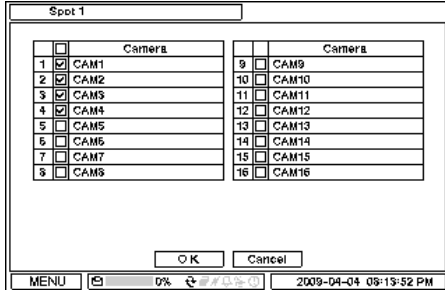 Spot 1
Camera
1 CAM1
2 CAM2
3 CAM3
4 CAM4
5 CAM5
6 CAM6
7 CAM7
8 CAM8
Camera
9 CAM9
10 CAM10
11 CAM11
12 CAM12
13 CAM13
14 CAM14
15 CAM15
16 CAM16
OK Cancel
MENU 0% 2009-04-04 08:13:52 PM